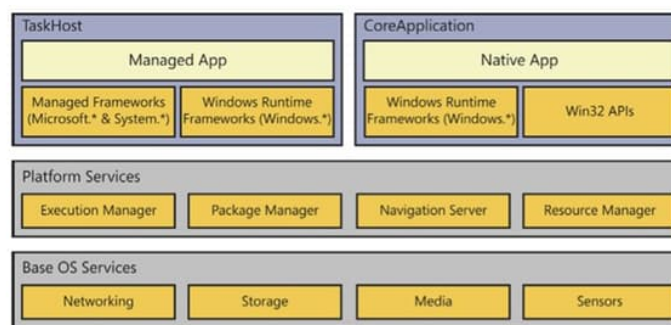 TaskHost
CoreApplication
Managed App
Native App
Managed Frameworks
(Microsoft.* & System.*)
Windows Runtime
Frameworks (Windows.*)
Windows Runtime
Frameworks (Windows.*)
Win32 APIs
Platform Services
Execution Manager
Package Manager
Navigation Server
Resource Manager
Base OS Services
Networking
Storage
Media
Sensors